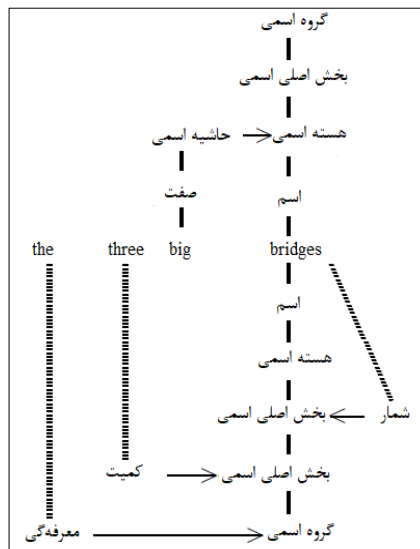 گروه اسمی
بخش اصلی اسمی
هسته اسمی → حاشیه اسمی
اسم صفت
the three big bridges
اسم
هسته اسمی
شمار → بخش اصلی اسمی
بخش اصلی اسمی ← کمیت
گروه اسمی ← معرفه‌گی